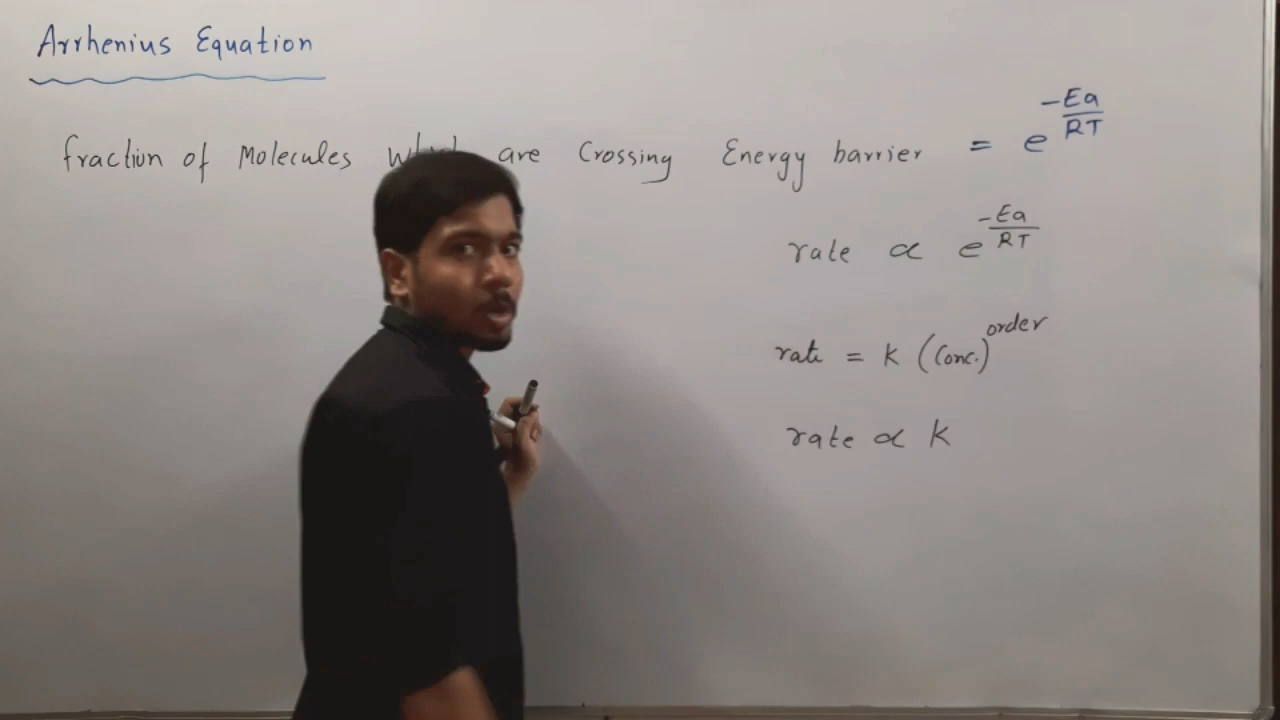 Arrhenius Equation
fraction of Molecules are Crossing Energy barrier = e^(-Ea/RT)
rate ∝ e^(-Ea/RT)
rate = K (Conc.)^order
rate ∝ K